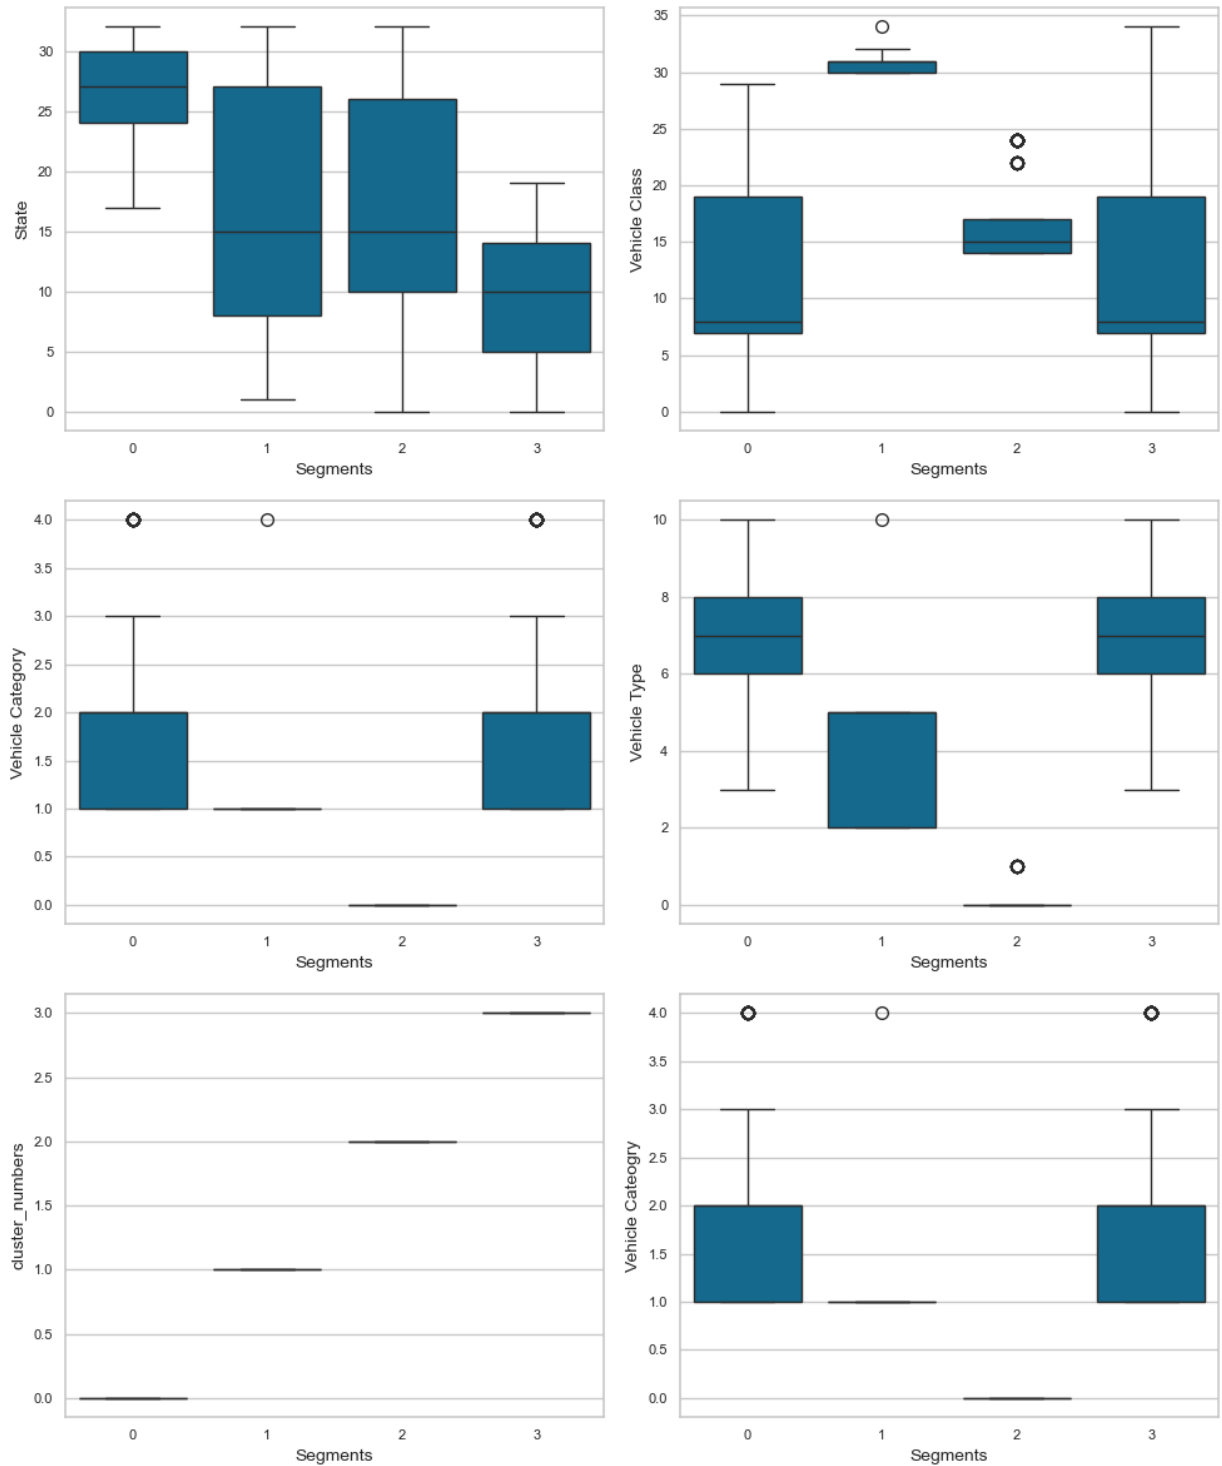 30
25
20
15
10
5
0
State
0 1 2 3
Segments
35
30
25
20
15
10
5
0
Vehicle Class
0 1 2 3
Segments
4.0
3.5
3.0
2.5
2.0
1.5
1.0
0.5
0.0
Vehicle Category
0 1 2 3
Segments
10
8
6
4
2
0
Vehicle Type
0 1 2 3
Segments
3.0
2.5
2.0
1.5
1.0
0.5
0.0
cluster_numbers
0 1 2 3
Segments
4.0
3.5
3.0
2.5
2.0
1.5
1.0
0.5
0.0
Vehicle Cateogry
0 1 2 3
Segments